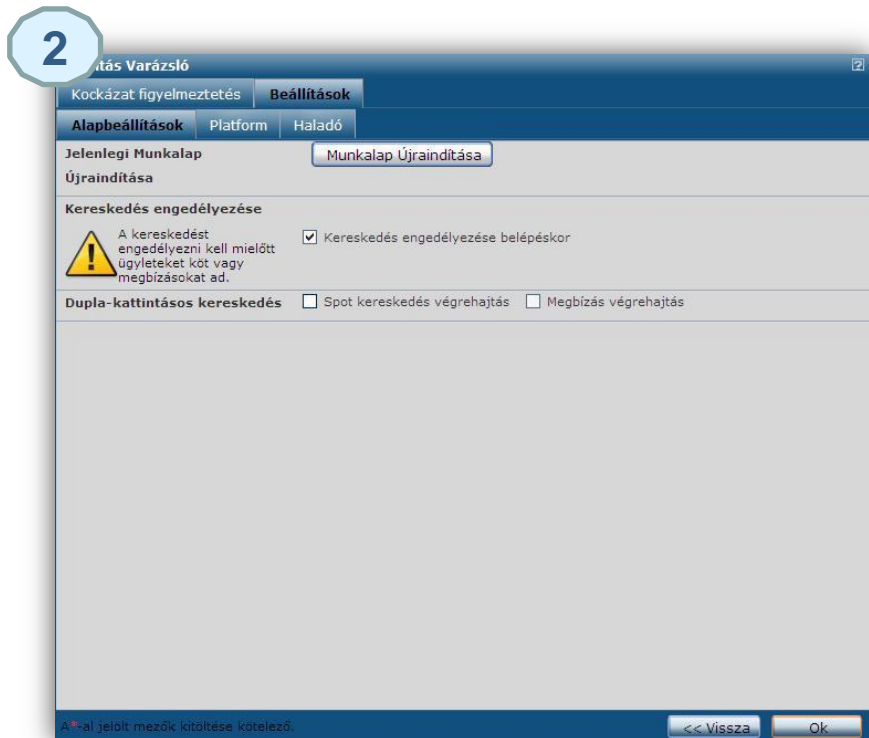 2
itás Varázsló
?
Kockázat figyelmeztetés Beállítások
Alapbeállítások Platform Haladó
Jelenlegi Munkalap Munkalap Újraindítása
Újraindítása
Kereskedés engedélyezése
A kereskedést
engedélyezni kell mielőtt
ügyleteket köt vagy
megbízásokat ad.
Kereskedés engedélyezése belépéskor
Dupla-kattintásos kereskedés Spot kereskedés végrehajtás Megbízás végrehajtás
A*-al jelölt mezők kitöltése kötelező.
<< Vissza Ok